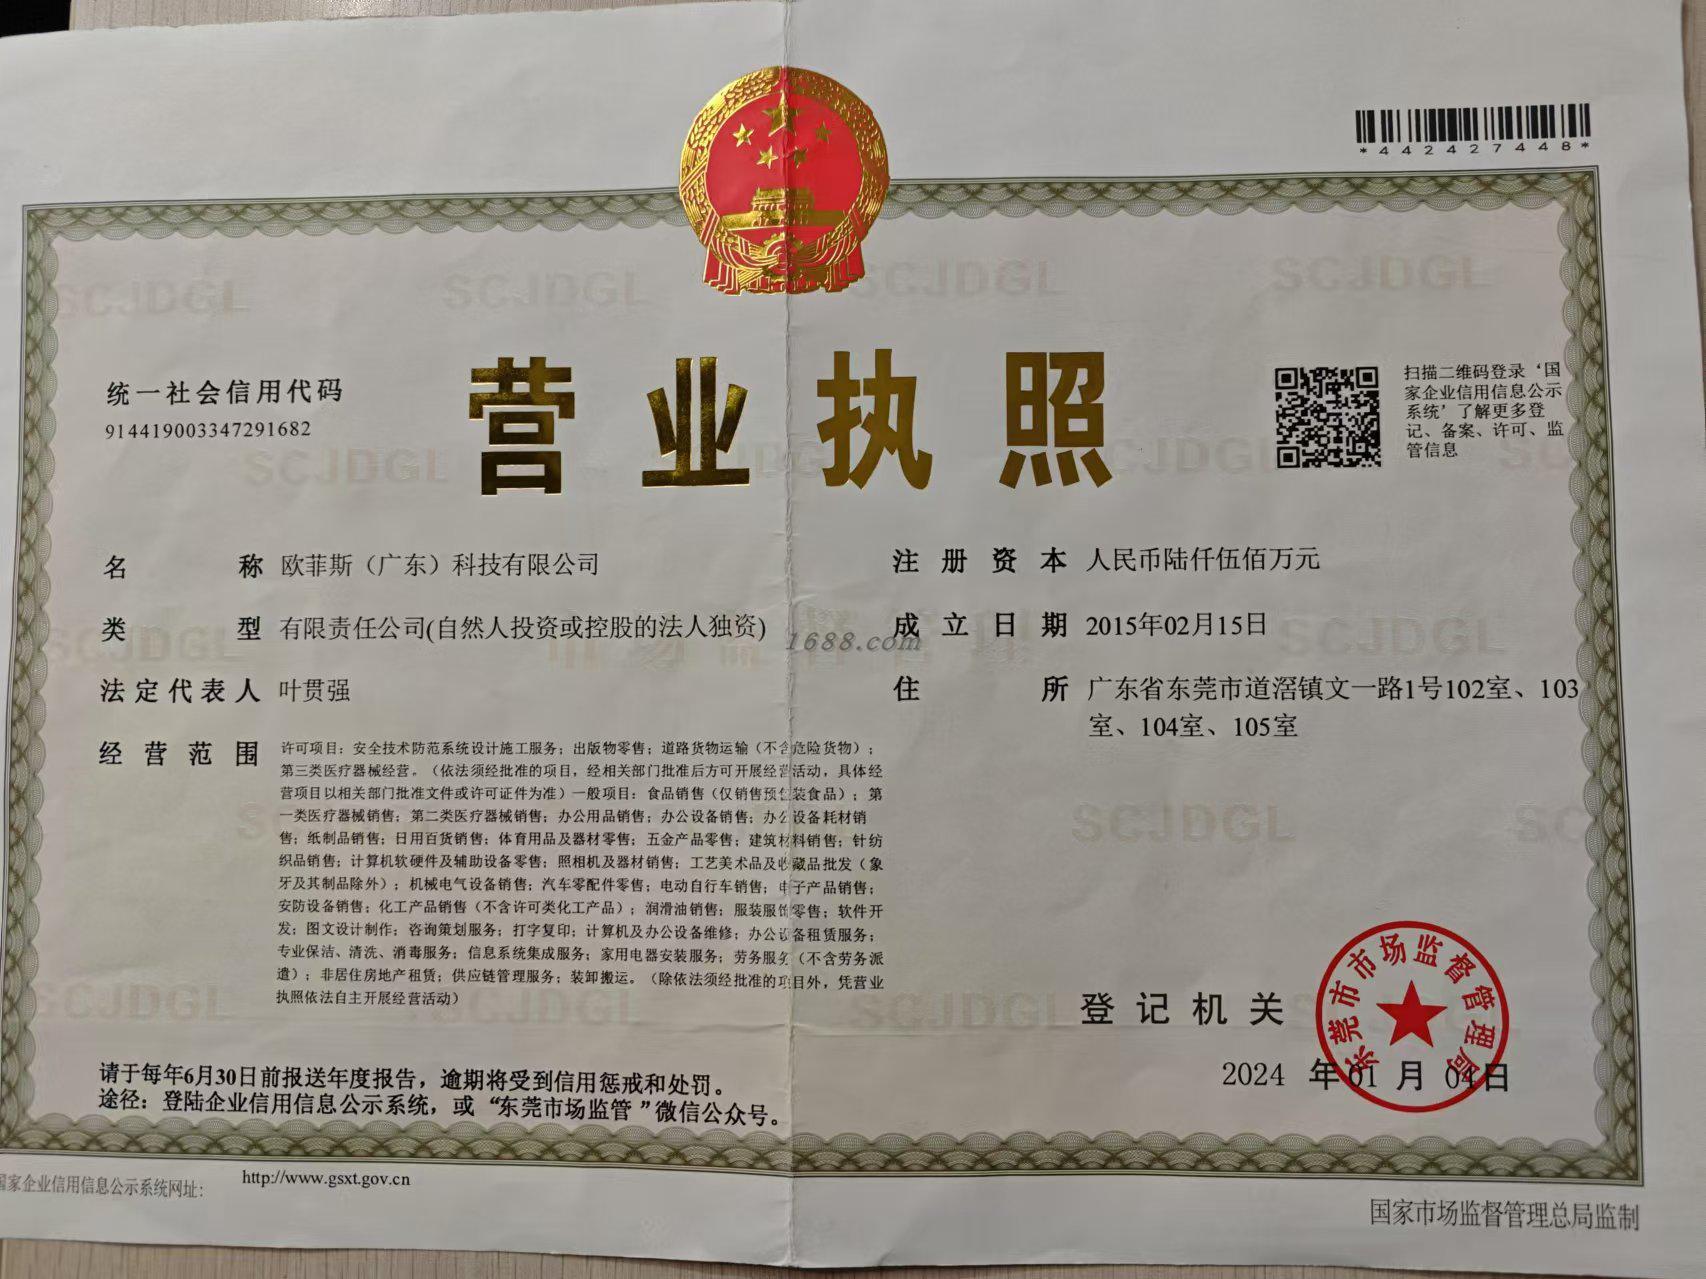 *442427448*
统一社会信用代码
914419003347291682
营业执照
扫描二维码登录‘国
家企业信用信息公示
系统’了解更多登
记、备案、许可、监
管信息
名称 欧菲斯（广东）科技有限公司
类型 有限责任公司(自然人投资或控股的法人独资)
法定代表人 叶贯强
经营范围 许可项目：安全技术防范系统设计施工服务；出版物零售；道路货物运输（不含危险货物）；
第三类医疗器械经营。（依法须经批准的项目，经相关部门批准后方可开展经营活动，具体经
营项目以相关部门批准文件或许可证件为准）一般项目：食品销售（仅销售预包装食品）；第
一类医疗器械销售；第二类医疗器械销售；办公用品销售；办公设备销售；办公设备耗材销
售；纸制品销售；日用百货销售；体育用品及器材零售；五金产品零售；建筑材料销售；针纺
织品销售；计算机软硬件及辅助设备零售；照相机及器材销售；工艺美术品及收藏品批发（象
牙及其制品除外）；机械电气设备销售；汽车零配件零售；电动自行车销售；电子产品销售；
安防设备销售；化工产品销售（不含许可类化工产品）；润滑油销售；服装服饰零售；软件开
发；图文设计制作；咨询策划服务；打字复印；计算机及办公设备维修；办公设备租赁服务；
专业保洁、清洗、消毒服务；信息系统集成服务；家用电器安装服务；劳务服务（不含劳务派
遣）；非居住房地产租赁；供应链管理服务；装卸搬运。（除依法须经批准的项目外，凭营业
执照依法自主开展经营活动）
注册资本 人民币陆仟伍佰万元
成立日期 2015年02月15日
住所 广东省东莞市道滘镇文一路1号102室、103
室、104室、105室
1688.com
登记机关
东莞市市场监督管理局
2024 年 01 月 04 日
请于每年6月30日前报送年度报告，逾期将受到信用惩戒和处罚。
途径：登陆企业信用信息公示系统，或“东莞市场监管”微信公众号。
国家企业信用信息公示系统网址： http://www.gsxt.gov.cn
国家市场监督管理总局监制
SCJDGL